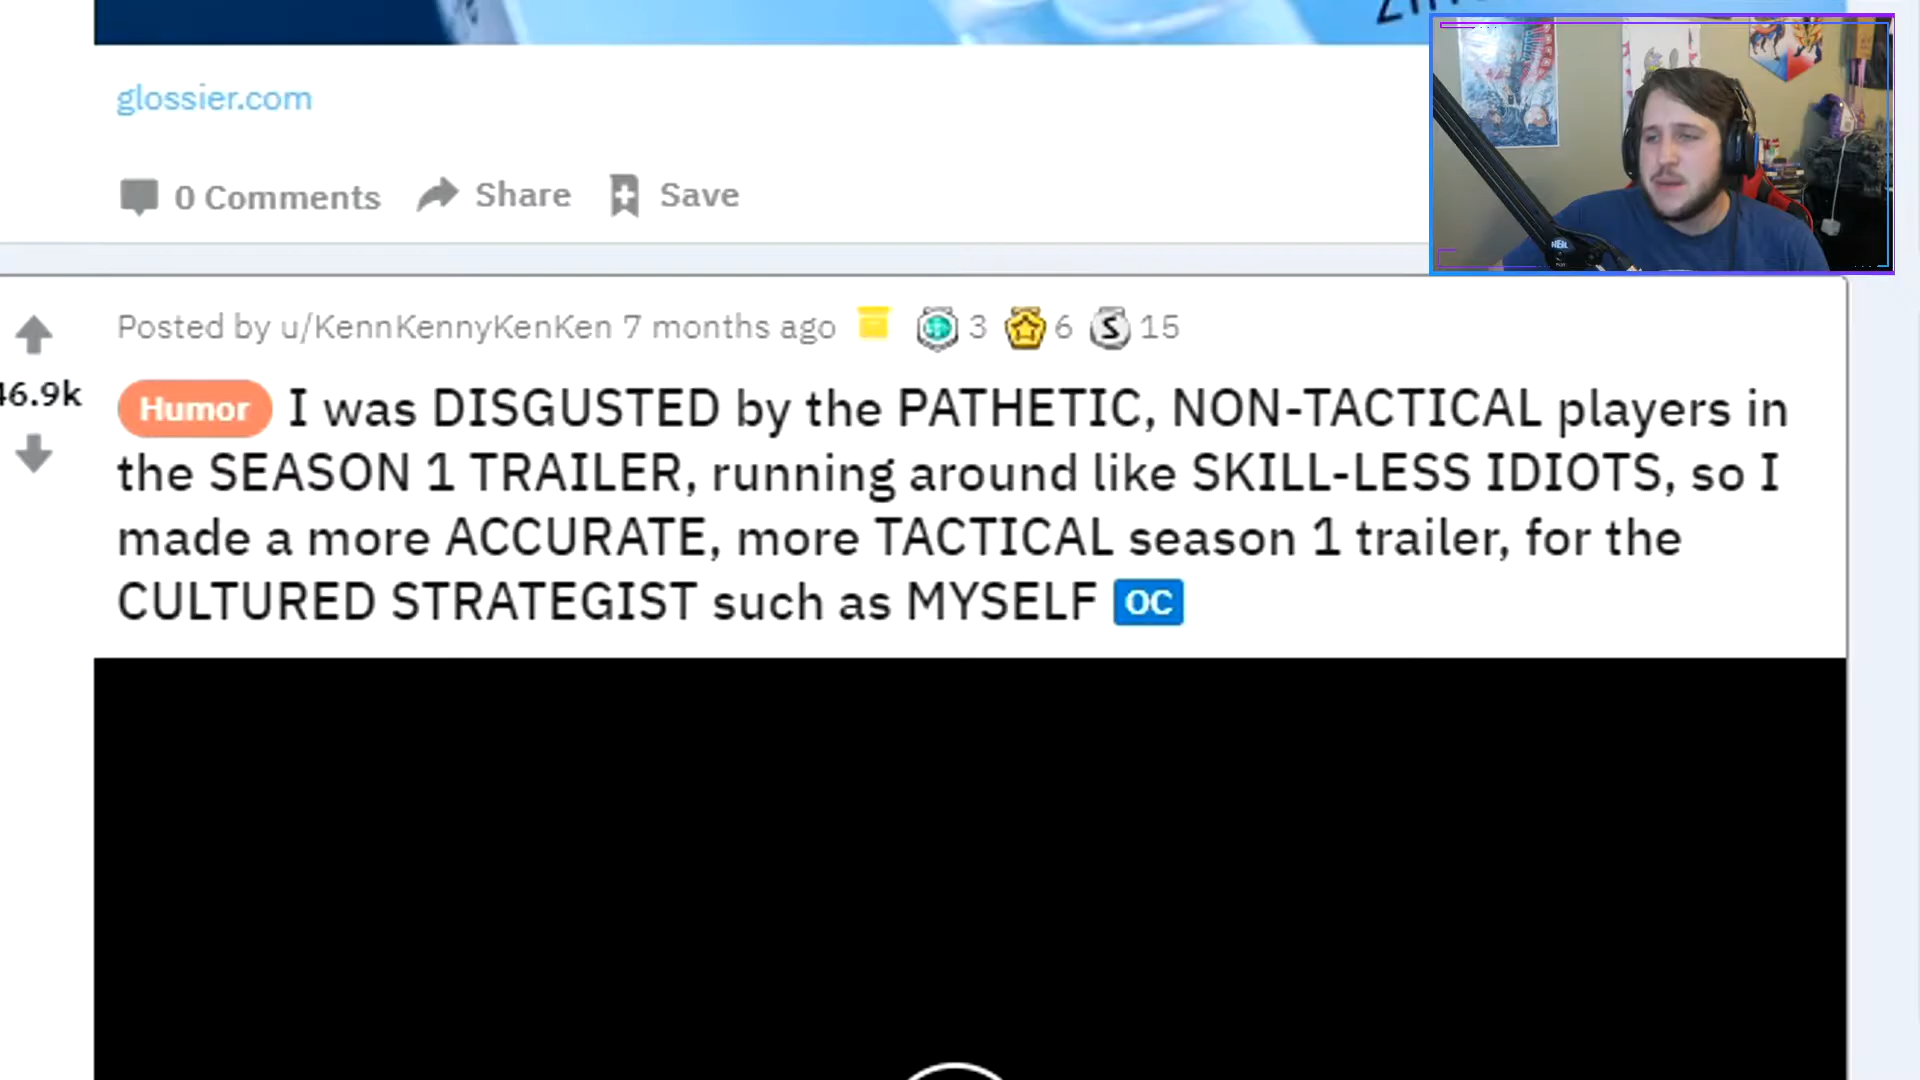 glossier.com
0 Comments Share Save
Posted by u/KennKennyKenKen 7 months ago 3 6 S 15
46.9k
Humor I was DISGUSTED by the PATHETIC, NON-TACTICAL players in
the SEASON 1 TRAILER, running around like SKILL-LESS IDIOTS, so I
made a more ACCURATE, more TACTICAL season 1 trailer, for the
CULTURED STRATEGIST such as MYSELF OC